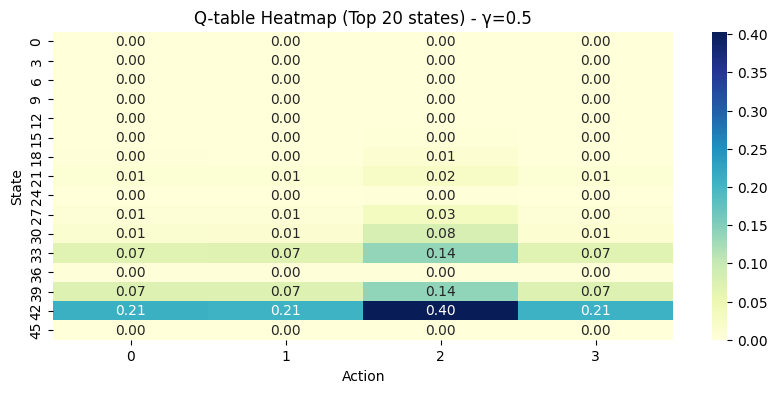 Q-table Heatmap (Top 20 states) - γ=0.5
0 0.00 0.00 0.00 0.00
3 0.00 0.00 0.00 0.00
6 0.00 0.00 0.00 0.00
9 0.00 0.00 0.00 0.00
12 0.00 0.00 0.00 0.00
15 0.00 0.00 0.00 0.00
18 0.00 0.00 0.01 0.00
21 0.01 0.01 0.02 0.01
24 0.00 0.00 0.00 0.00
27 0.01 0.01 0.03 0.00
30 0.01 0.01 0.08 0.01
33 0.07 0.07 0.14 0.07
36 0.00 0.00 0.00 0.00
39 0.07 0.07 0.14 0.07
42 0.21 0.21 0.40 0.21
45 0.00 0.00 0.00 0.00
State
0 1 2 3
Action
0.40
0.35
0.30
0.25
0.20
0.15
0.10
0.05
0.00